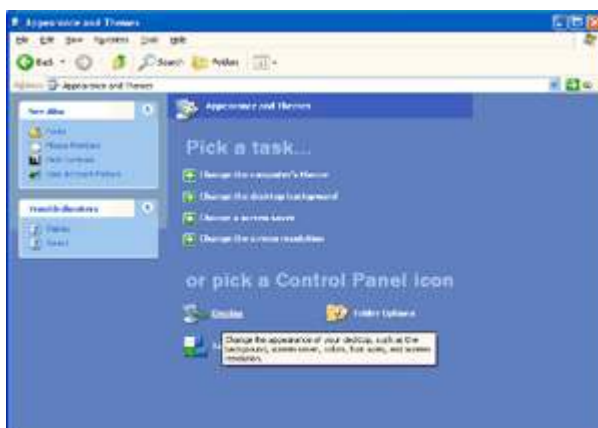 Appearance and Themes
File Edit View Favorites Tools Help
Back Search Folders
Address Appearance and Themes
See Also
Fonts
Mouse Pointers
High Contrast
User Account Picture
Troubleshooters
Display
Sound
Appearance and Themes
Pick a task...
Change the computer's theme
Change the desktop background
Choose a screen saver
Change the screen resolution
or pick a Control Panel icon
Display
Folder Options
Change the appearance of your desktop, such as the
background, screen saver, colors, font sizes, and screen
resolution.